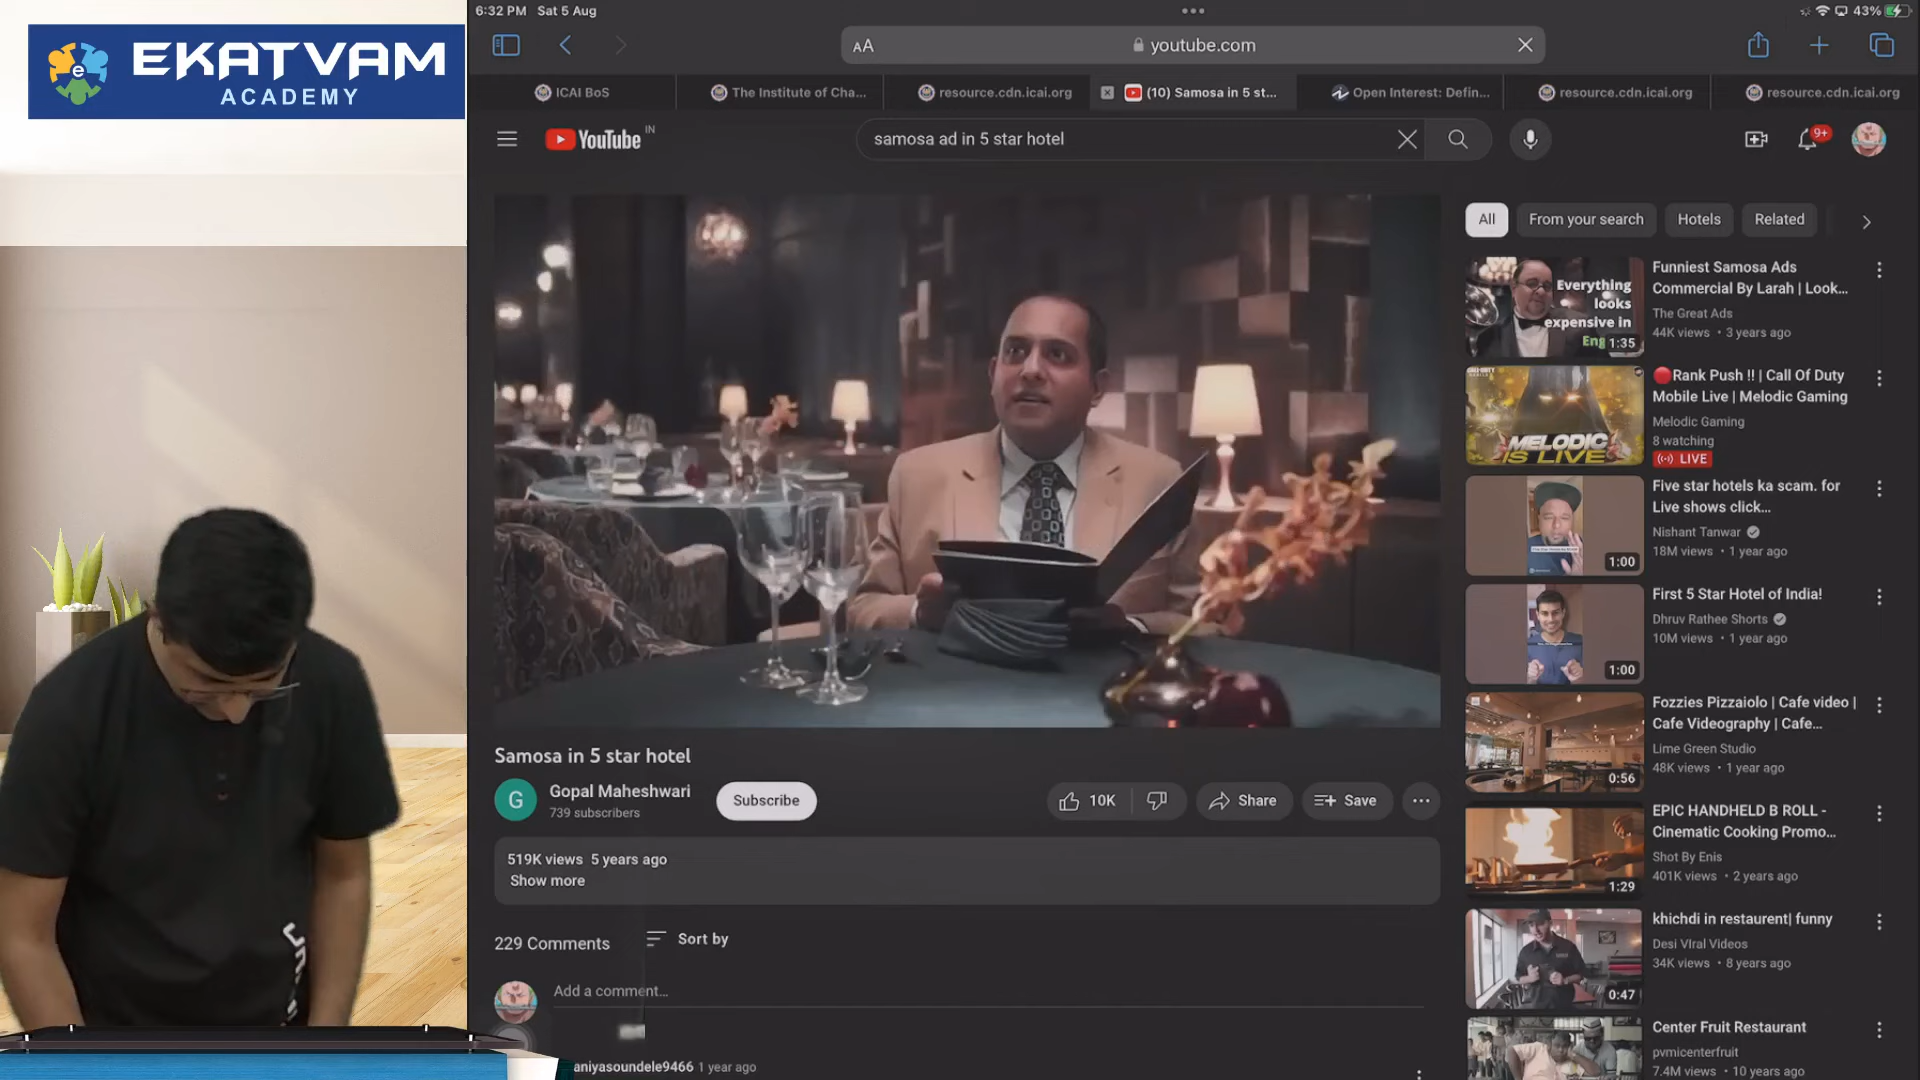 6:32 PM Sat 5 Aug
43%
EKATVAM
ACADEMY
AA
youtube.com
ICAI BoS
The Institute of Cha...
resource.cdn.icai.org
(10) Samosa in 5 st...
Open Interest: Defin...
resource.cdn.icai.org
resource.cdn.icai.org
YouTube IN
samosa ad in 5 star hotel
9+
All
From your search
Hotels
Related
Everything
looks
expensive in
Eng
1:35
Funniest Samosa Ads
Commercial By Larah | Look...
The Great Ads
44K views • 3 years ago
MELODIC
IS LIVE
🔴Rank Push !! | Call Of Duty
Mobile Live | Melodic Gaming
Melodic Gaming
8 watching
LIVE
1:00
Five star hotels ka scam. for
Live shows click...
Nishant Tanwar
18M views • 1 year ago
1:00
First 5 Star Hotel of India!
Dhruv Rathee Shorts
10M views • 1 year ago
0:56
Fozzies Pizzaiolo | Cafe video |
Cafe Videography | Cafe...
Lime Green Studio
48K views • 1 year ago
1:29
EPIC HANDHELD B ROLL -
Cinematic Cooking Promo...
Shot By Enis
401K views • 2 years ago
0:47
khichdi in restaurent| funny
Desi VIral Videos
34K views • 8 years ago
Center Fruit Restaurant
pvmicenterfruit
7.4M views • 10 years ago
Samosa in 5 star hotel
G
Gopal Maheshwari
739 subscribers
Subscribe
10K
Share
Save
519K views 5 years ago
Show more
229 Comments
Sort by
Add a comment...
aniyasoundele9466 1 year ago